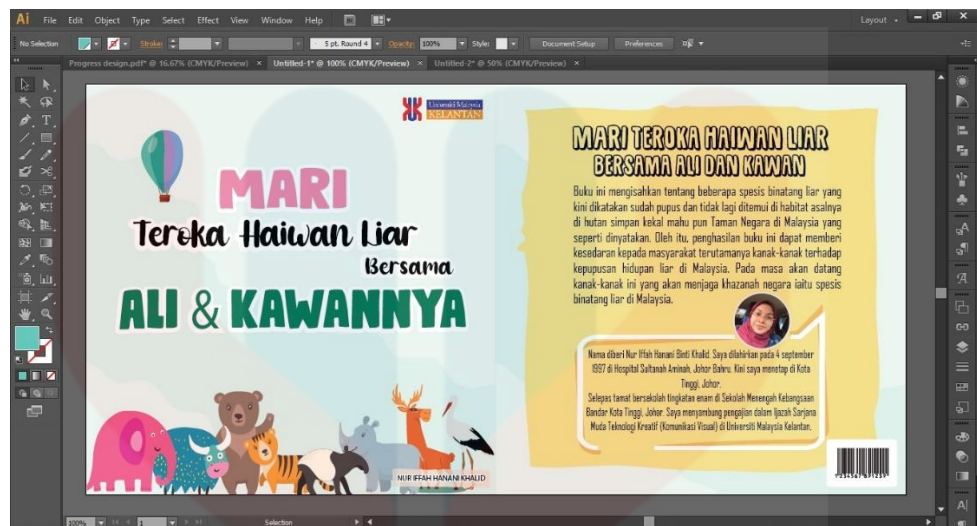 Ai File Edit Object Type Select Effect View Window Help Br Layout
No Selection Stroke: 5 pt. Round 4 Opacity: 100% Style: Document Setup Preferences
Progress design.pdf* @ 16.67% (CMYK/Preview) × Untitled-1* @ 100% (CMYK/Preview) × Untitled-2* @ 50% (CMYK/Preview) ×
Universiti Malaysia
KELANTAN
MARI
Teroka Haiwan Liar
Bersama
ALI & KAWANNYA
NUR IFFAH HANANI KHALID
MARI TEROKA HAIWAN LIAR
BERSAMA ALI DAN KAWAN
Buku ini mengisahkan tentang beberapa spesis binatang liar yang
kini dikatakan sudah pupus dan tidak lagi ditemui di habitat asalnya
di hutan simpan kekal mahu pun Taman Negara di Malaysia yang
seperti dinyatakan. Oleh itu, penghasilan buku ini dapat memberi
kesedaran kepada masyarakat terutamanya kanak-kanak terhadap
kepupusan hidupan liar di Malaysia. Pada masa akan datang
kanak-kanak ini yang akan menjaga khazanah negara iaitu spesis
binatang liar di Malaysia.
Nama diberi Nur Iffah Hanani Binti Khalid. Saya dilahirkan pada 4 september
1997 di Hospital Saltanah Aminah, Johor Bahru. Kini saya menetap di Kota
Tinggi, Johor.
Selepas tamat bersekolah tingkatan enam di Sekolah Menengah Kebangsaan
Bandar Kota Tinggi, Johor. Saya menyambung pengajian dalam Ijazah Sarjana
Muda Teknologi Kreatif (Komunikasi Visual) di Universiti Malaysia Kelantan.
100% 1 Selection